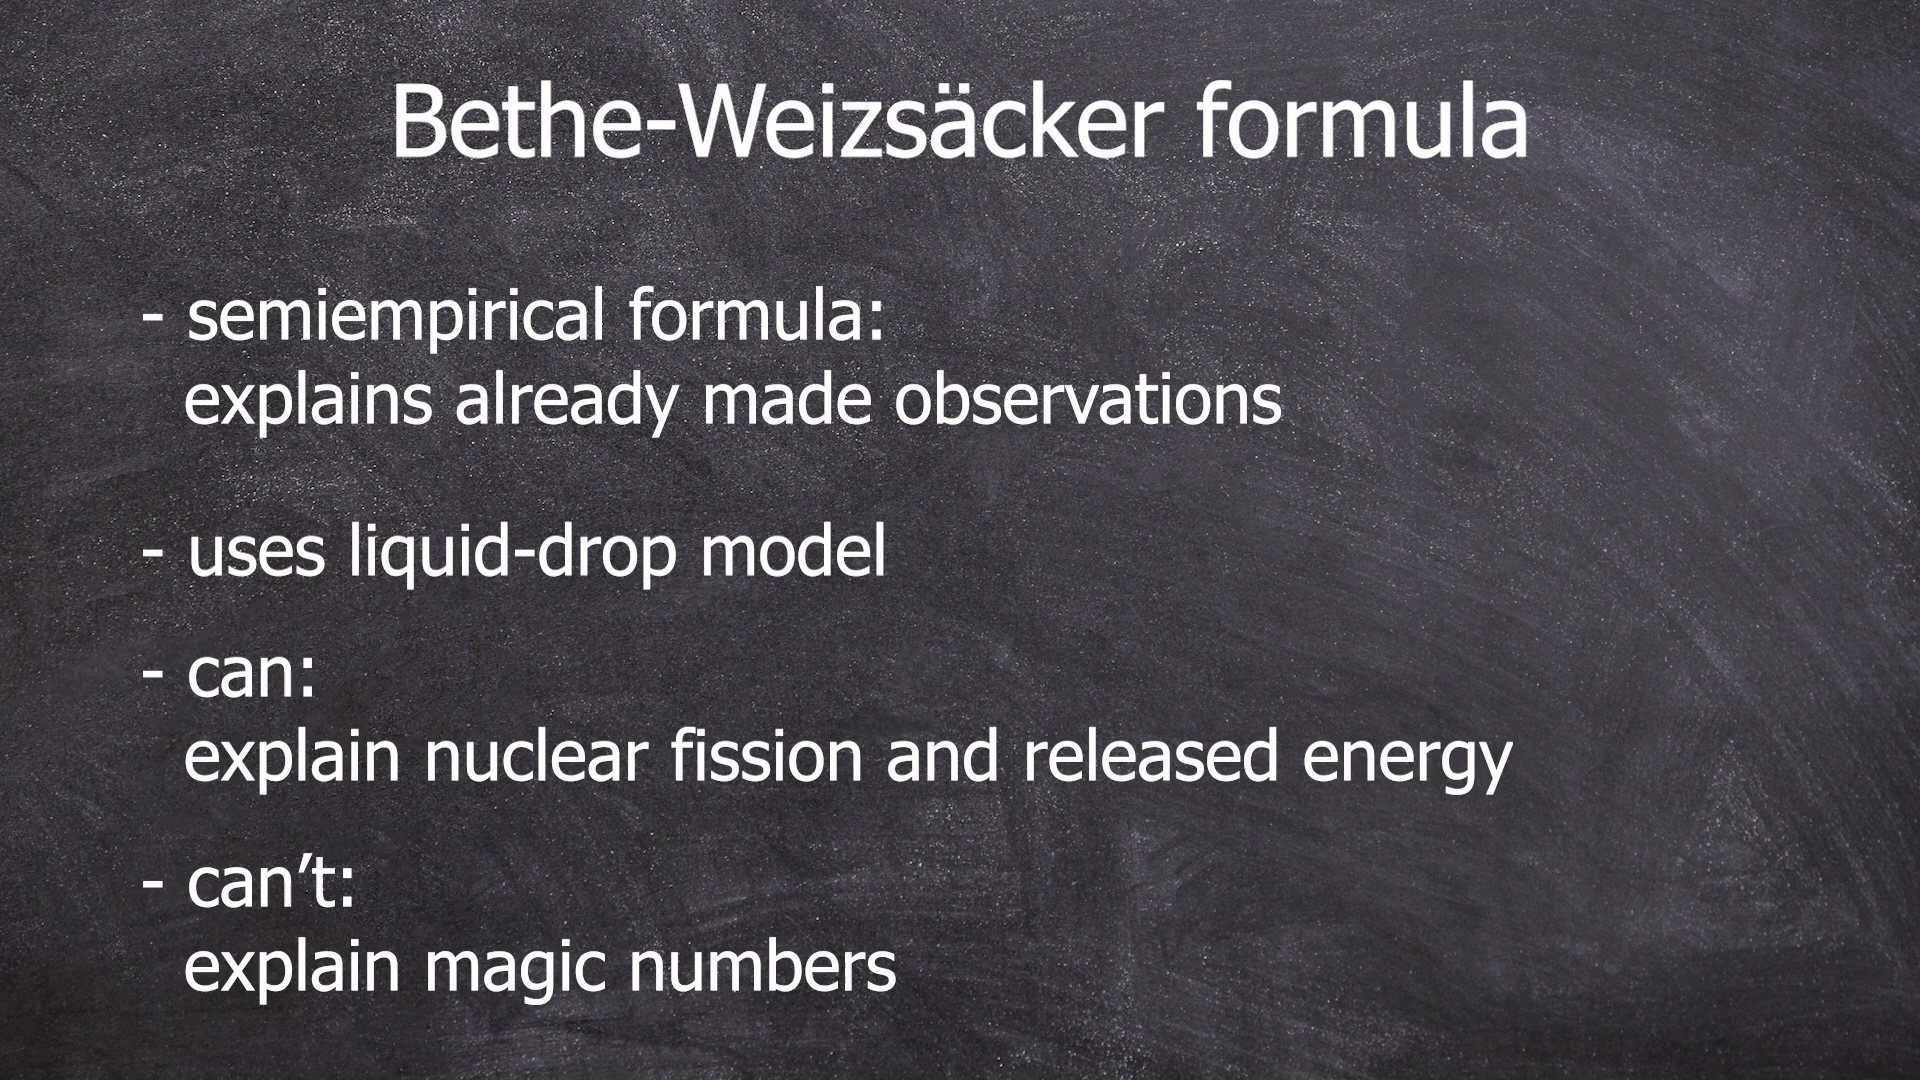 Bethe-Weizsäcker formula
- semiempirical formula:
explains already made observations
- uses liquid-drop model
- can:
explain nuclear fission and released energy
- can’t:
explain magic numbers